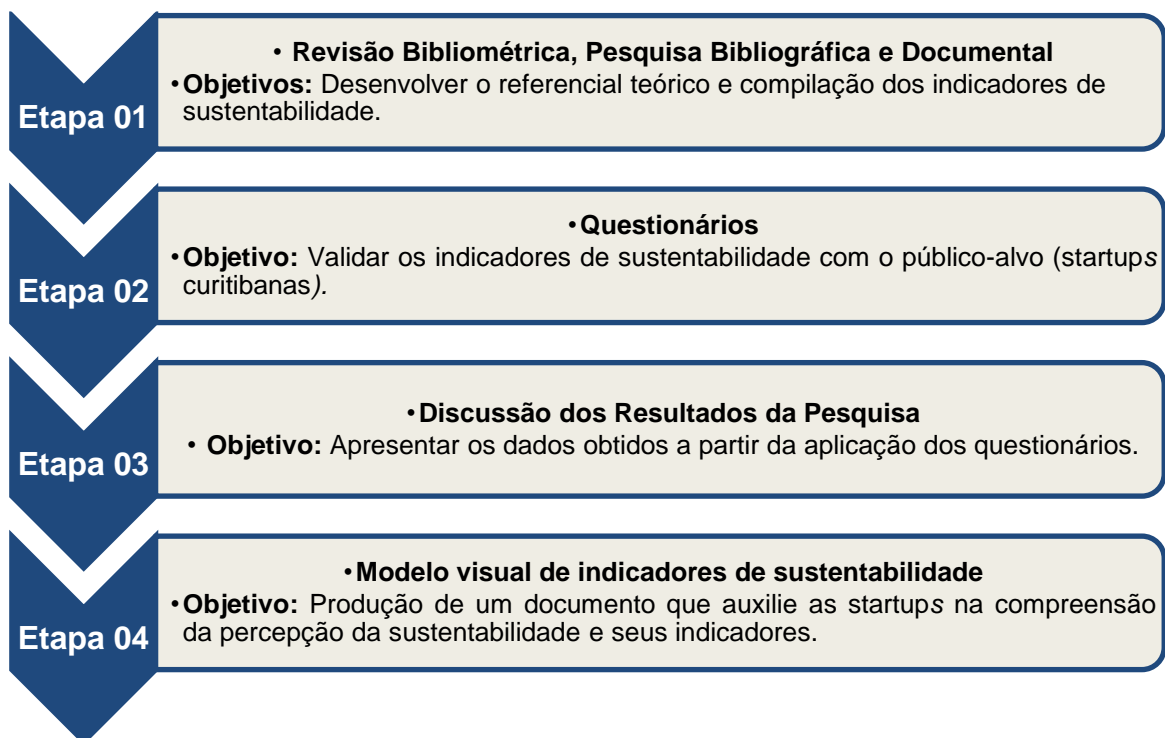 • Revisão Bibliométrica, Pesquisa Bibliográfica e Documental
• Objetivos: Desenvolver o referencial teórico e compilação dos indicadores de
sustentabilidade.
Etapa 01
• Questionários
• Objetivo: Validar os indicadores de sustentabilidade com o público-alvo (startups
curitibanas).
Etapa 02
• Discussão dos Resultados da Pesquisa
• Objetivo: Apresentar os dados obtidos a partir da aplicação dos questionários.
Etapa 03
• Modelo visual de indicadores de sustentabilidade
• Objetivo: Produção de um documento que auxilie as startups na compreensão
da percepção da sustentabilidade e seus indicadores.
Etapa 04